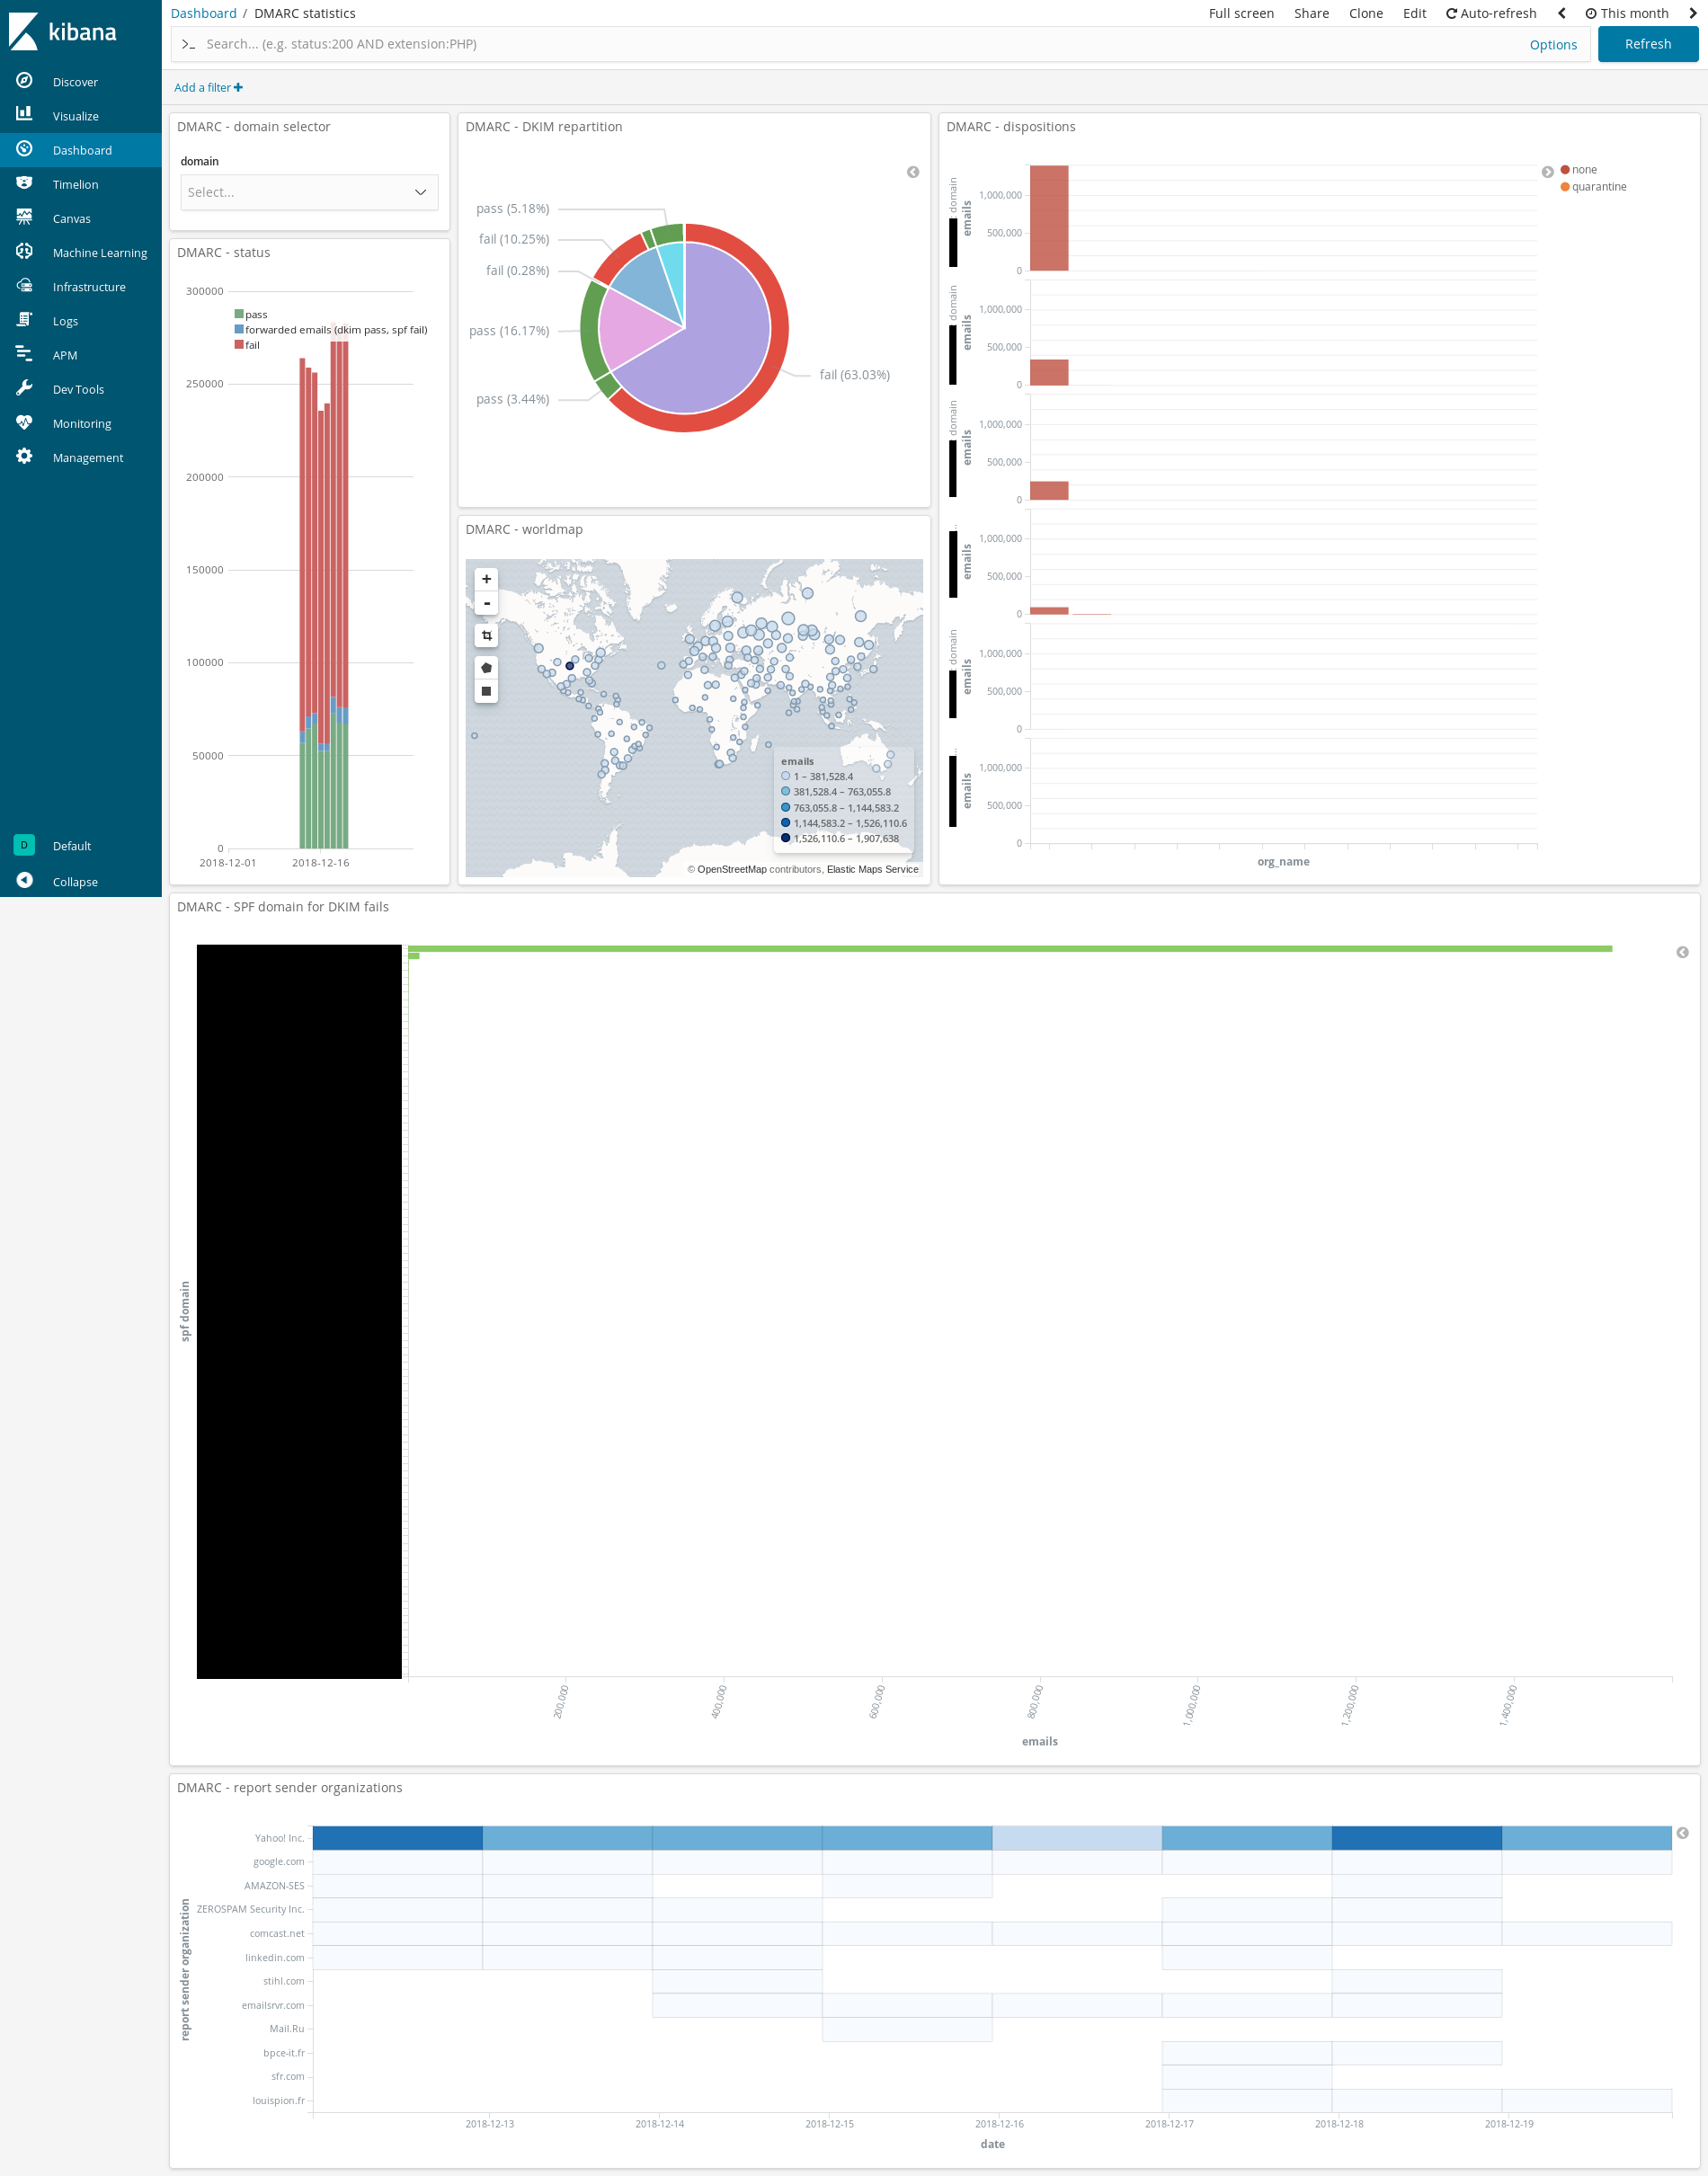 kibana
Discover
Visualize
Dashboard
Timelion
Canvas
Machine Learning
Infrastructure
Logs
APM
Dev Tools
Monitoring
Management
D Default
Collapse
Dashboard / DMARC statistics
Full screen Share Clone Edit Auto-refresh This month
>_ Search... (e.g. status:200 AND extension:PHP)
Options
Refresh
Add a filter +
DMARC - domain selector
domain
Select...
DMARC - status
300000
250000
200000
150000
100000
50000
0
2018-12-01 2018-12-16
pass
forwarded emails (dkim pass, spf fail)
fail
DMARC - DKIM repartition
pass (5.18%)
fail (10.25%)
fail (0.28%)
pass (16.17%)
pass (3.44%)
fail (63.03%)
DMARC - worldmap
+
-
emails
1 – 381,528.4
381,528.4 – 763,055.8
763,055.8 – 1,144,583.2
1,144,583.2 – 1,526,110.6
1,526,110.6 – 1,907,638
© OpenStreetMap contributors, Elastic Maps Service
DMARC - dispositions
none
quarantine
domain
emails
1,000,000
500,000
0
domain
emails
1,000,000
500,000
0
domain
emails
1,000,000
500,000
0
...
emails
1,000,000
500,000
0
domain
emails
1,000,000
500,000
0
...
emails
1,000,000
500,000
0
org_name
DMARC - SPF domain for DKIM fails
spf domain
200,000
400,000
600,000
800,000
1,000,000
1,200,000
1,400,000
emails
DMARC - report sender organizations
report sender organization
Yahoo! Inc.
google.com
AMAZON-SES
ZEROSPAM Security Inc.
comcast.net
linkedin.com
stihl.com
emailsrvr.com
Mail.Ru
bpce-it.fr
sfr.com
louispion.fr
2018-12-13 2018-12-14 2018-12-15 2018-12-16 2018-12-17 2018-12-18 2018-12-19
date